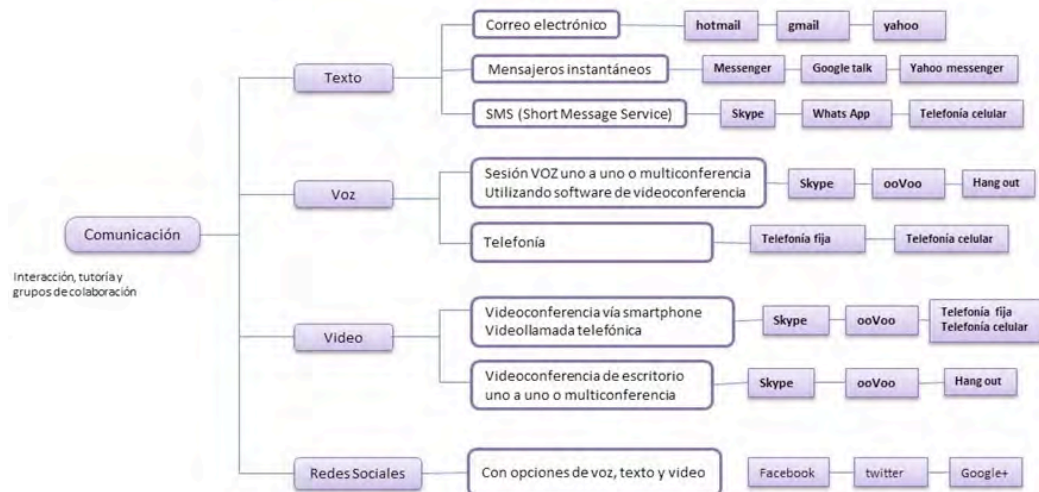 Comunicación
Interacción, tutoría y
grupos de colaboración
Texto
Correo electrónico
hotmail
gmail
yahoo
Mensajeros instantáneos
Messenger
Google talk
Yahoo messenger
SMS (Short Message Service)
Skype
Whats App
Telefonía celular
Voz
Sesión VOZ uno a uno o multiconferencia
Utilizando software de videoconferencia
Skype
ooVoo
Hang out
Telefonía
Telefonía fija
Telefonía celular
Video
Videoconferencia vía smartphone
Videollamada telefónica
Skype
ooVoo
Telefonía fija
Telefonía celular
Videoconferencia de escritorio
uno a uno o multiconferencia
Skype
ooVoo
Hang out
Redes Sociales
Con opciones de voz, texto y video
Facebook
twitter
Google+